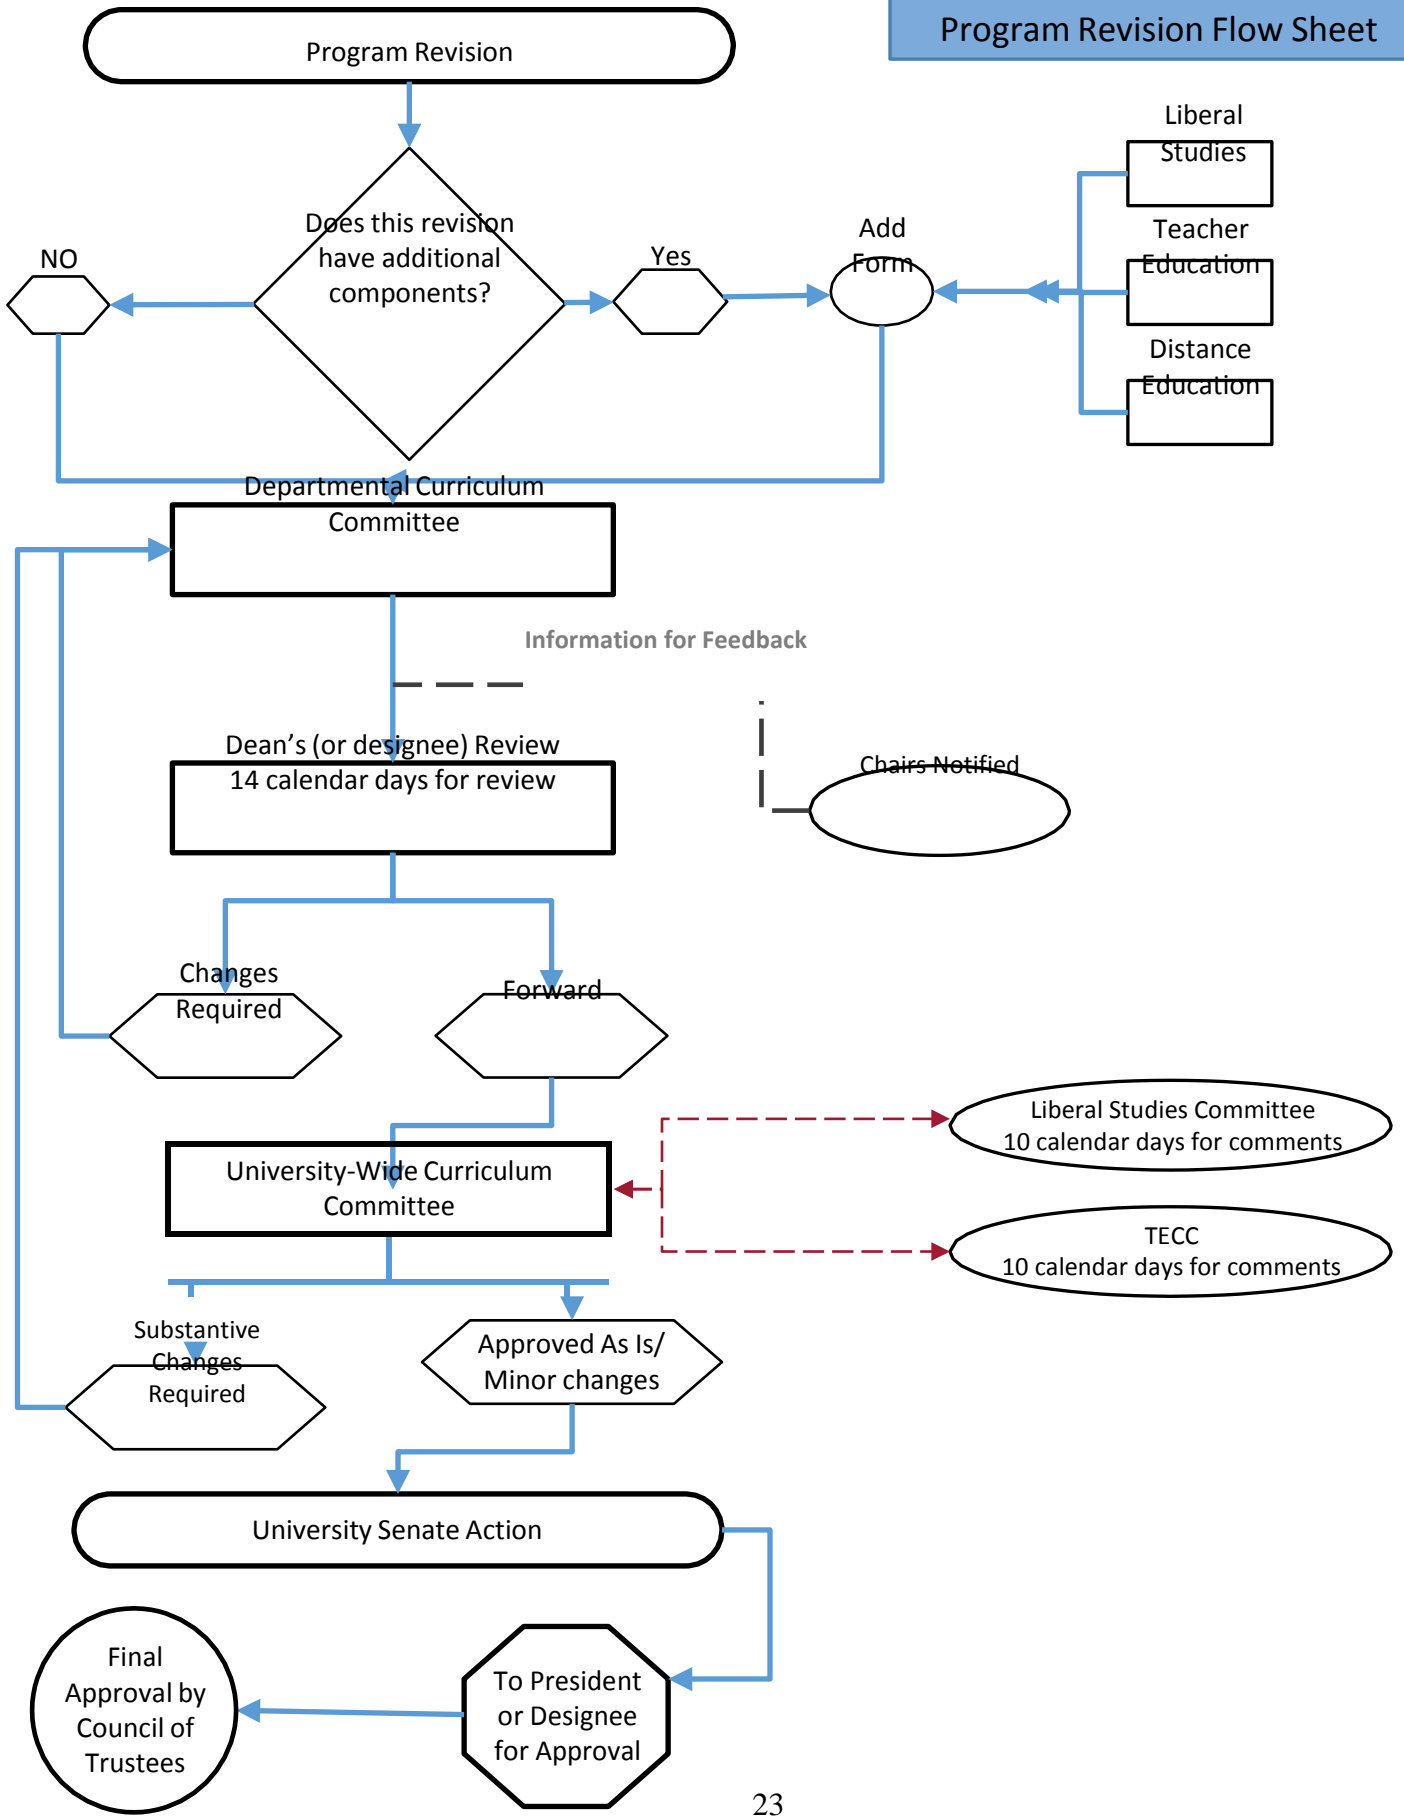 Program Revision Flow Sheet
Program Revision
Liberal
Studies
Does this revision
have additional
components?
NO
Yes
Add
Form
Teacher
Education
Distance
Education
Departmental Curriculum
Committee
Information for Feedback
Dean's (or designee) Review
14 calendar days for review
Chairs Notified
Changes
Required
Forward
Liberal Studies Committee
10 calendar days for comments
University-Wide Curriculum
Committee
TECC
10 calendar days for comments
Substantive
Changes
Required
Approved As Is/
Minor changes
University Senate Action
Final
Approval by
Council of
Trustees
To President
or Designee
for Approval
23